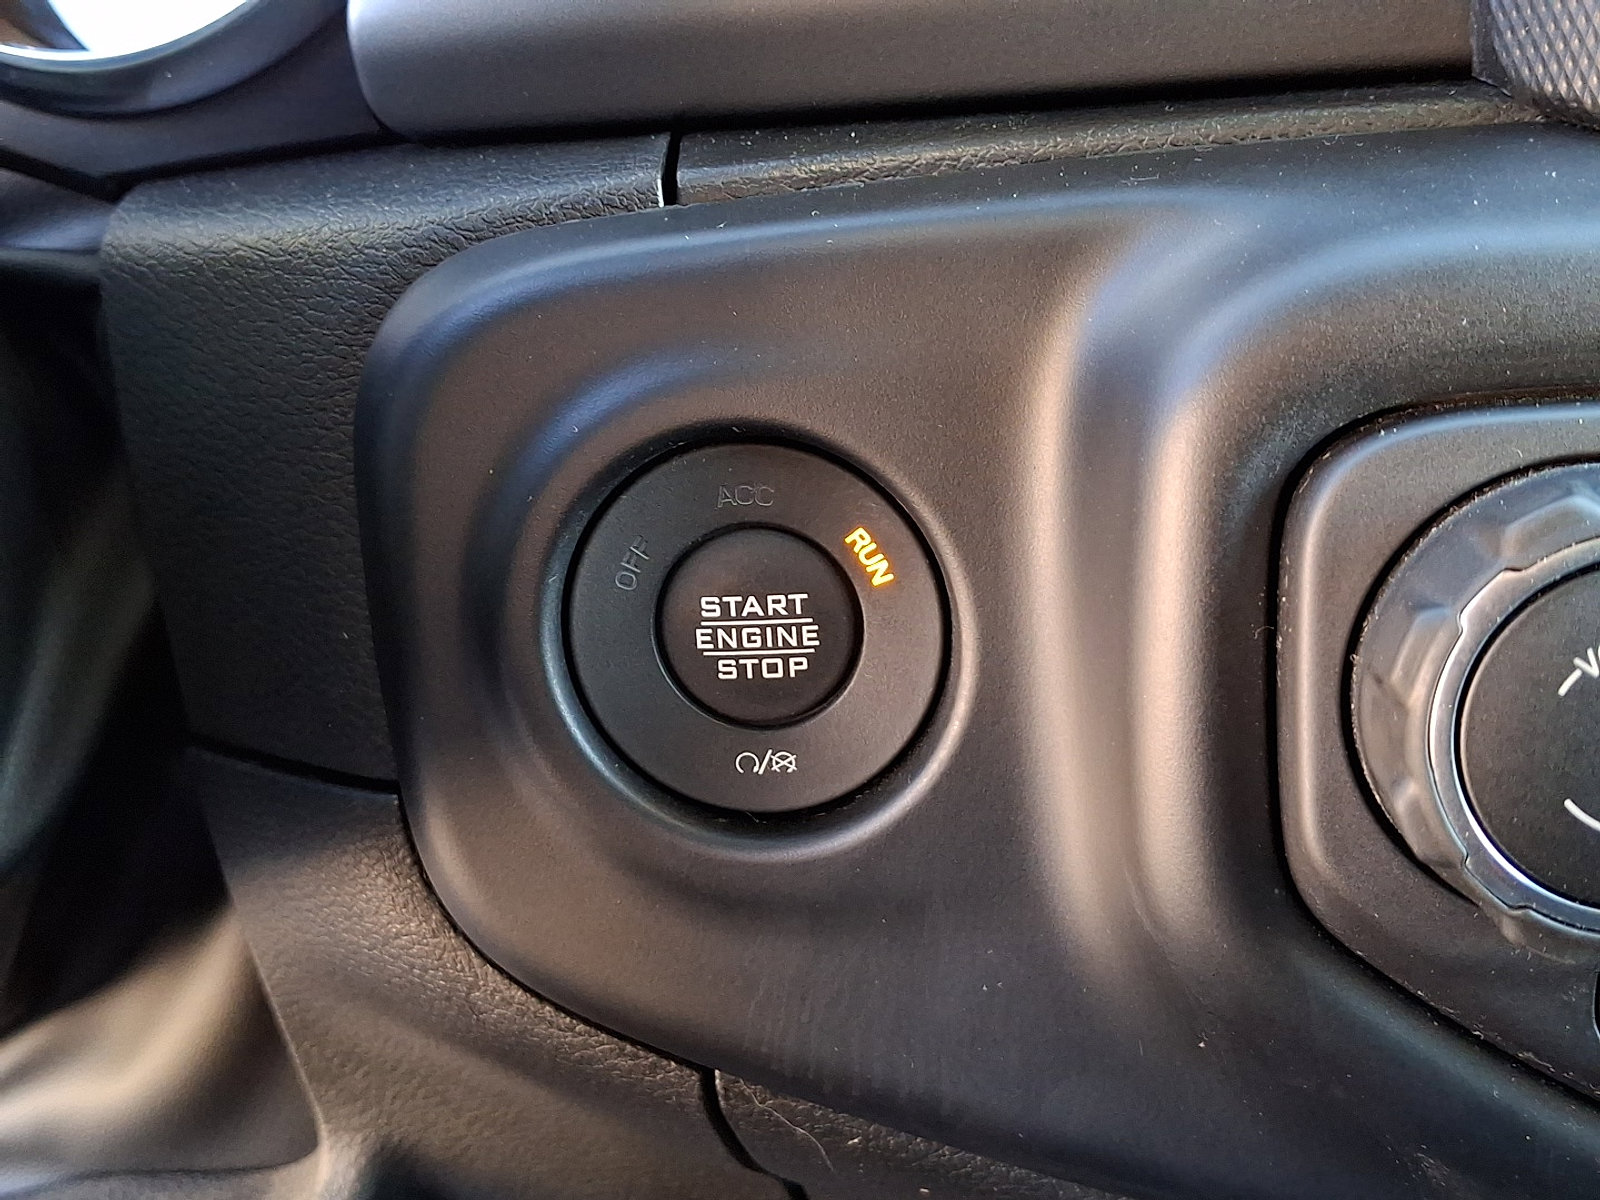 ACC
OFF
RUN
START
ENGINE
STOP